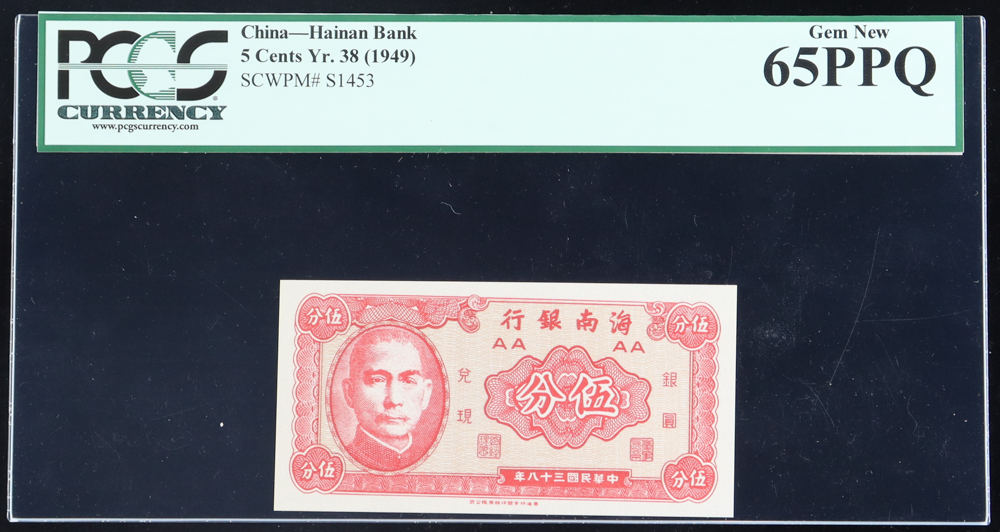 PCGS
CURRENCY
www.pcgscurrency.com
China—Hainan Bank
5 Cents Yr. 38 (1949)
SCWPM# S1453
Gem New
65PPQ
分伍
行銀南海
分伍
AA
AA
兌現
分伍
銀圓
分伍
年八十三國民華中
分伍